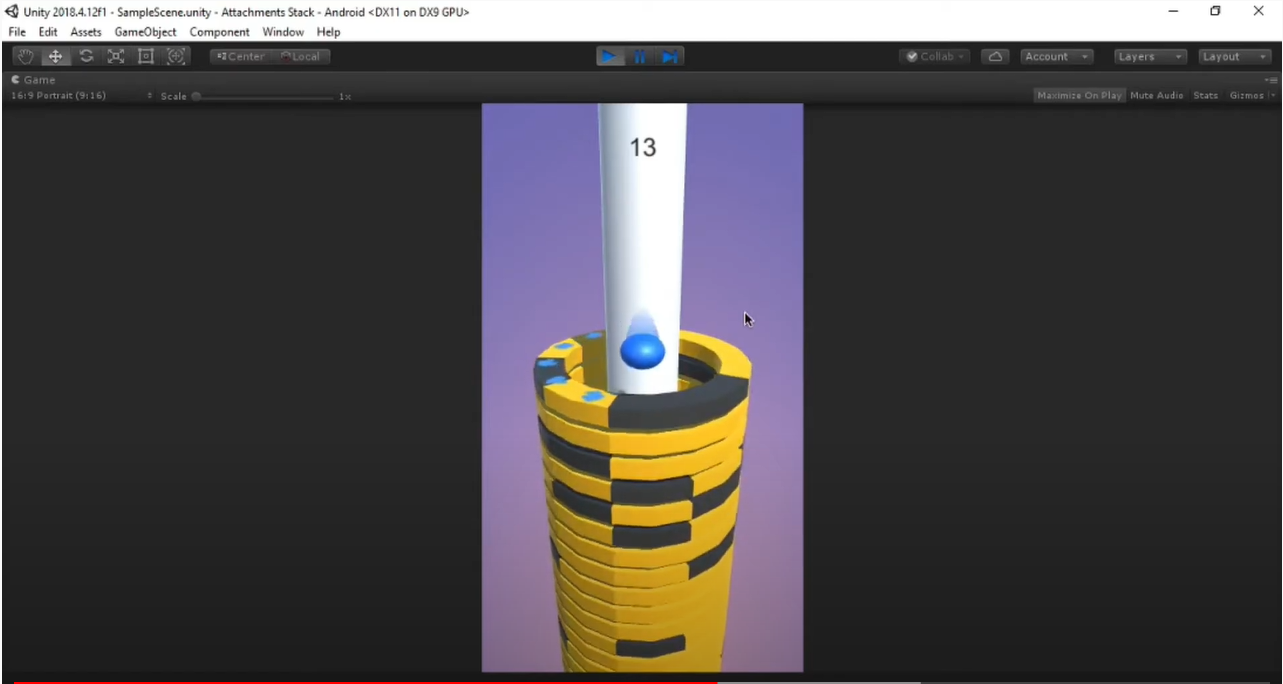 Unity 2018.4.12f1 - SampleScene.unity - Attachments Stack - Android <DX11 on DX9 GPU>
File Edit Assets GameObject Component Window Help
Center Local Collab Account Layers Layout
Game
16:9 Portrait (9:16) Scale 1x Maximize On Play Mute Audio Stats Gizmos
13